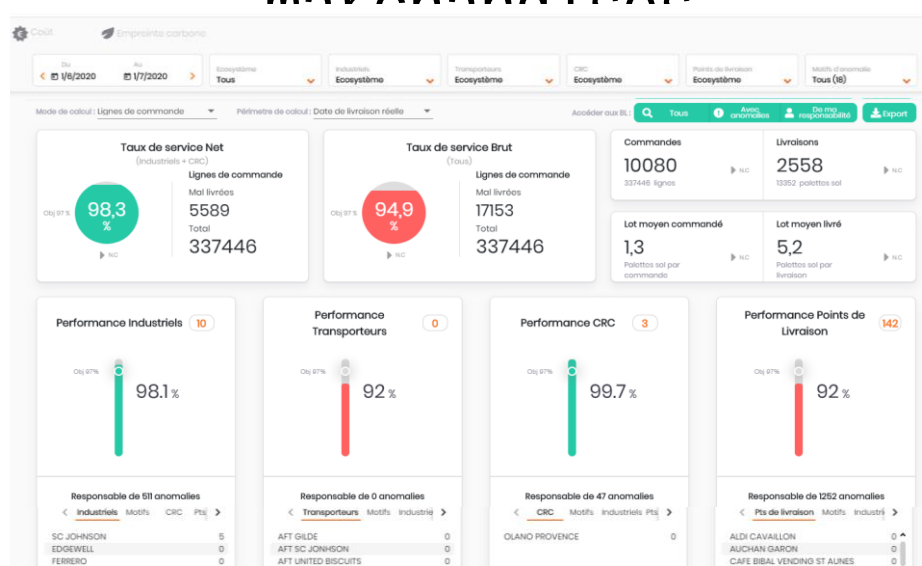 Coût Empreinte carbone
Du Au Ecosystème Industriels Transporteurs CRC Points de livraison Motifs d'anomalie
1/6/2020 1/7/2020 Tous Ecosystème Ecosystème Ecosystème Ecosystème Tous (18)
Mode de calcul : Lignes de commande Périmetre de calcul : Date de livraison réelle Accéder aux BL : Tous Avec anomalies De ma responsabilité Export
Taux de service Net
(Industriels + CRC)
Lignes de commande
Mal livrées
5589
Total
337446
Obj 97 %
98,3
%
N.C
Taux de service Brut
(Tous)
Lignes de commande
Mal livrées
17153
Total
337446
Obj 97 %
94,9
%
N.C
Commandes
10080
337446 lignes
N.C
Livraisons
2558
13352 palettes sol
N.C
Lot moyen commandé
1,3
Palettes sol par
commande
N.C
Lot moyen livré
5,2
Palettes sol par
livraison
N.C
Performance Industriels 10
Obj 97%
98.1 %
Responsable de 511 anomalies
Industriels Motifs CRC Pts
SC JOHNSON 5
EDGEWELL 0
FERRERO 0
Performance
Transporteurs 0
Obj 97%
92 %
Responsable de 0 anomalies
Transporteurs Motifs Industrie
AFT GILDE 0
AFT SC JONHSON 0
AFT UNITED BISCUITS 0
Performance CRC 3
Obj 97%
99.7 %
Responsable de 47 anomalies
CRC Motifs Industriels Pts
OLANO PROVENCE 0
Performance Points de
Livraison 142
Obj 97%
92 %
Responsable de 1252 anomalies
Pts de livraison Motifs Industri
ALDI CAVAILLON 0
AUCHAN GARON 0
CAFE BIBAL VENDING ST AUNES 0